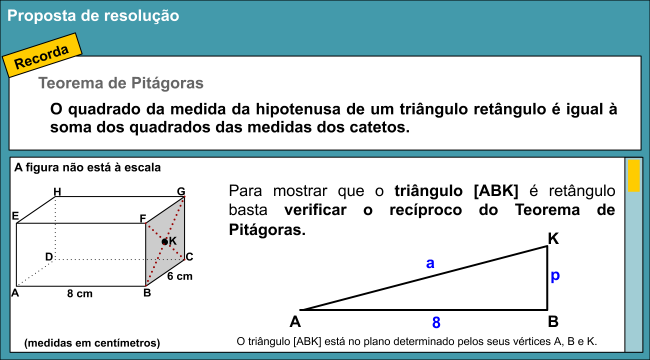 Proposta de resolução
Recorda
Teorema de Pitágoras
O quadrado da medida da hipotenusa de um triângulo retângulo é igual à
soma dos quadrados das medidas dos catetos.
A figura não está à escala
H
G
E
F
K
D
C
6 cm
A
8 cm
B
(medidas em centímetros)
Para mostrar que o triângulo [ABK] é retângulo
basta verificar o recíproco do Teorema de
Pitágoras.
K
a
p
A
8
B
O triângulo [ABK] está no plano determinado pelos seus vértices A, B e K.